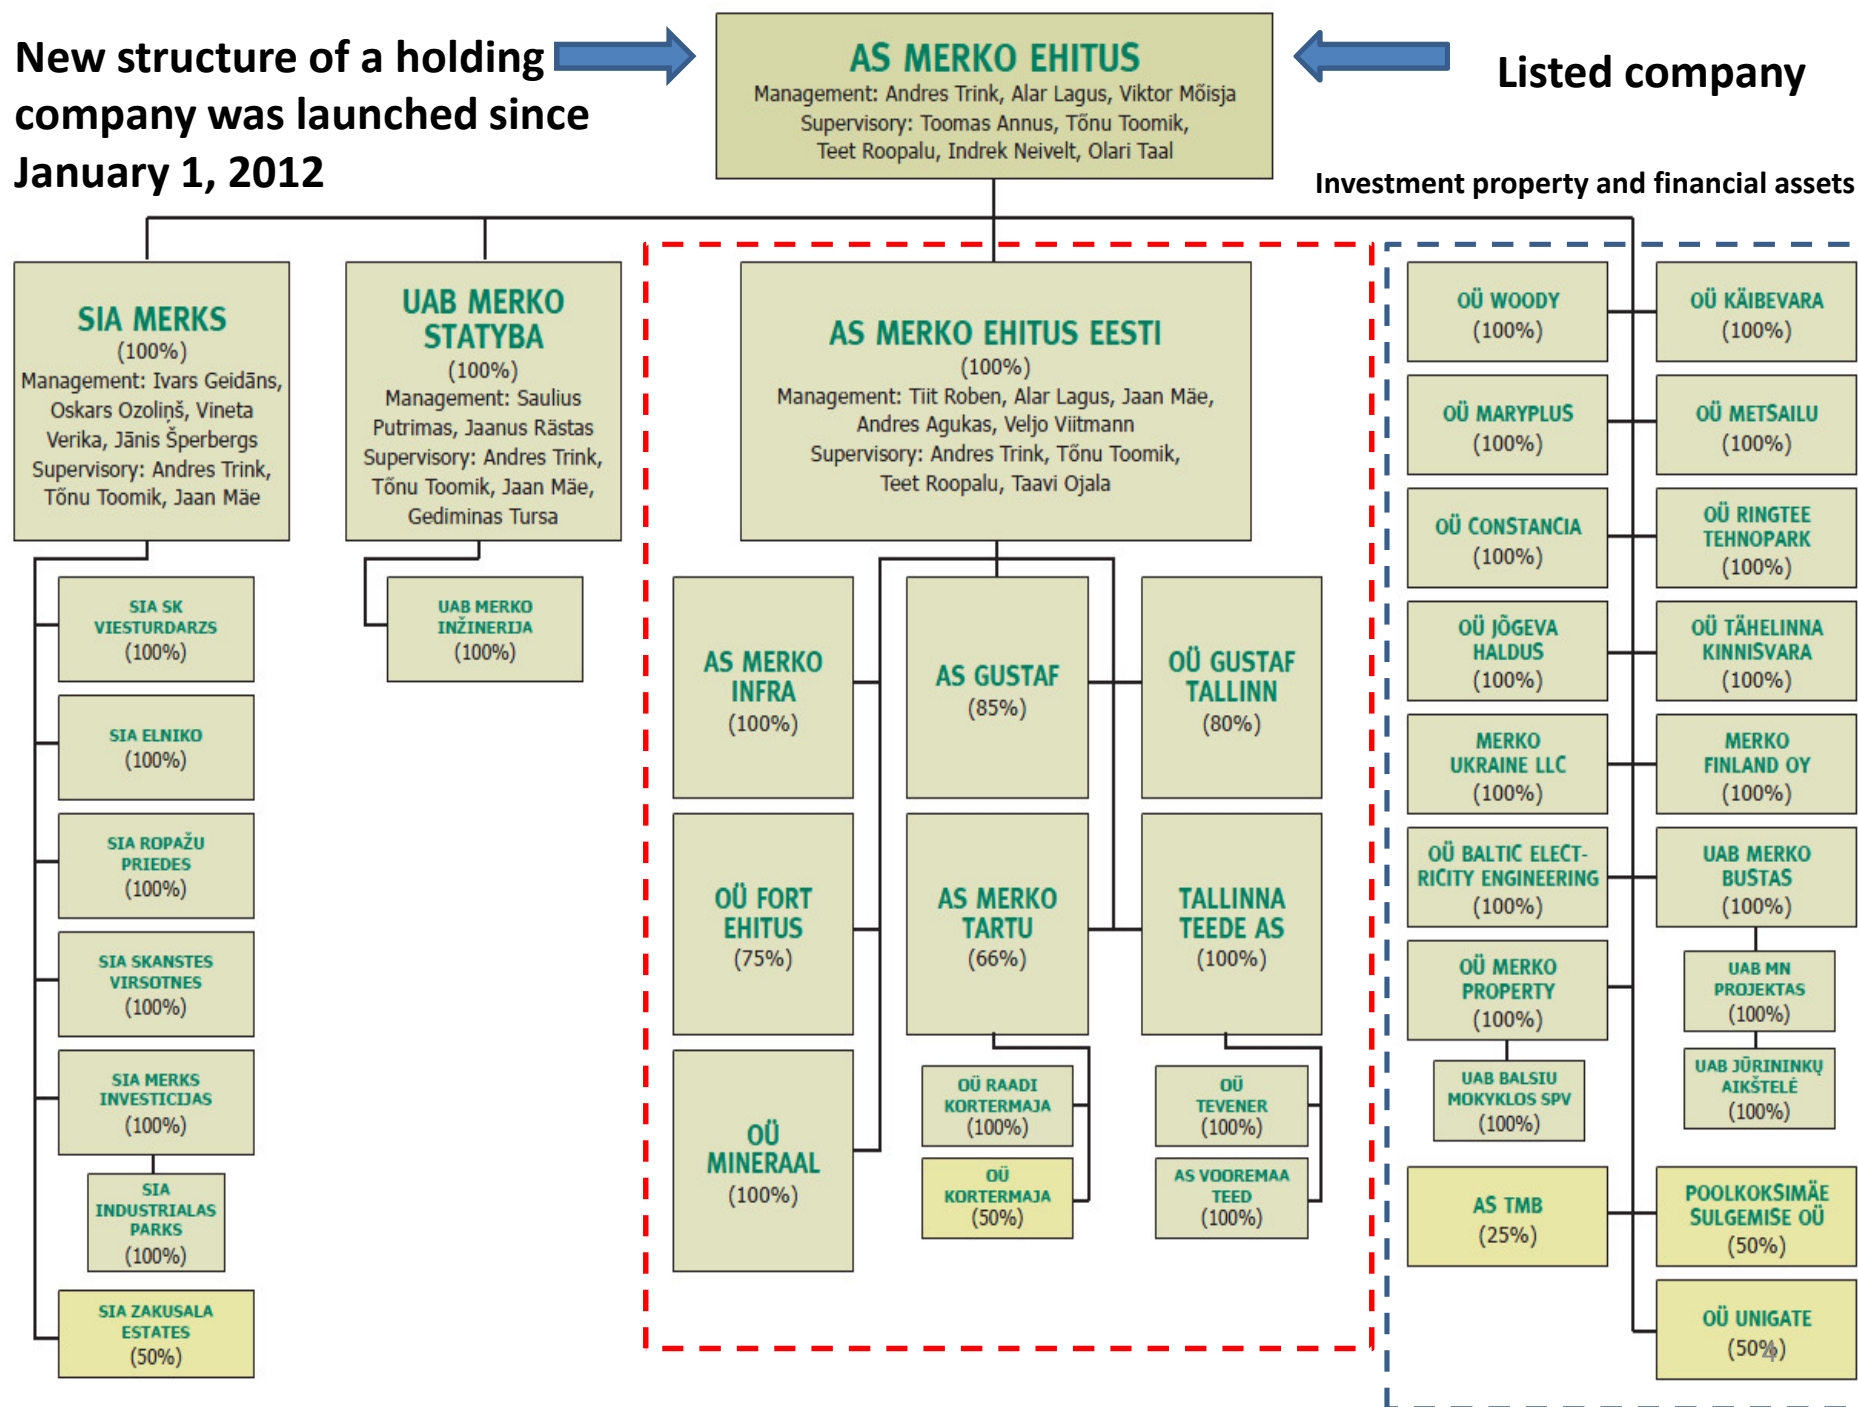 New structure of a holding
company was launched since
January 1, 2012
AS MERKO EHITUS
Management: Andres Trink, Alar Lagus, Viktor Mõisja
Supervisory: Toomas Annus, Tõnu Toomik,
Teet Roopalu, Indrek Neivelt, Olari Taal
Listed company
Investment property and financial assets
SIA MERKS
(100%)
Management: Ivars Geidāns,
Oskars Ozoliņš, Vineta
Verika, Jānis Šperbergs
Supervisory: Andres Trink,
Tõnu Toomik, Jaan Mäe
UAB MERKO
STATYBA
(100%)
Management: Saulius
Putrimas, Jaanus Rästas
Supervisory: Andres Trink,
Tõnu Toomik, Jaan Mäe,
Gediminas Tursa
AS MERKO EHITUS EESTI
(100%)
Management: Tiit Roben, Alar Lagus, Jaan Mäe,
Andres Agukas, Veljo Viitmann
Supervisory: Andres Trink, Tõnu Toomik,
Teet Roopalu, Taavi Ojala
SIA SK
VIESTURDARZS
(100%)
SIA ELNIKO
(100%)
SIA ROPAŽU
PRIEDES
(100%)
SIA SKANSTES
VIRSOTNES
(100%)
SIA MERKS
INVESTICIJAS
(100%)
SIA
INDUSTRIALAS
PARKS
(100%)
SIA ZAKUSALA
ESTATES
(50%)
UAB MERKO
INŽINERIJA
(100%)
AS MERKO
INFRA
(100%)
AS GUSTAF
(85%)
OÜ GUSTAF
TALLINN
(80%)
OÜ FORT
EHITUS
(75%)
AS MERKO
TARTU
(66%)
TALLINNA
TEEDE AS
(100%)
OÜ
MINERAAL
(100%)
OÜ RAADI
KORTERMAJA
(100%)
OÜ
KORTERMAJA
(50%)
OÜ
TEVENER
(100%)
AS VOOREMAA
TEED
(100%)
OÜ WOODY
(100%)
OÜ KÄIBEVARA
(100%)
OÜ MARYPLUS
(100%)
OÜ METSAILU
(100%)
OÜ CONSTANCIA
(100%)
OÜ RINGTEE
TEHNOPARK
(100%)
OÜ JÕGEVA
HALDUS
(100%)
OÜ TÄHELINNA
KINNISVARA
(100%)
MERKO
UKRAINE LLC
(100%)
MERKO
FINLAND OY
(100%)
OÜ BALTIC ELECT-
RICITY ENGINEERING
(100%)
UAB MERKO
BUSTAS
(100%)
OÜ MERKO
PROPERTY
(100%)
UAB MN
PROJEKTAS
(100%)
UAB BALSIU
MOKYKLOS SPV
(100%)
UAB JŪRININKŲ
AIKŠTELĖ
(100%)
AS TMB
(25%)
POOLKOKSIMÄE
SULGEMISE OÜ
(50%)
OÜ UNIGATE
(50%)
4